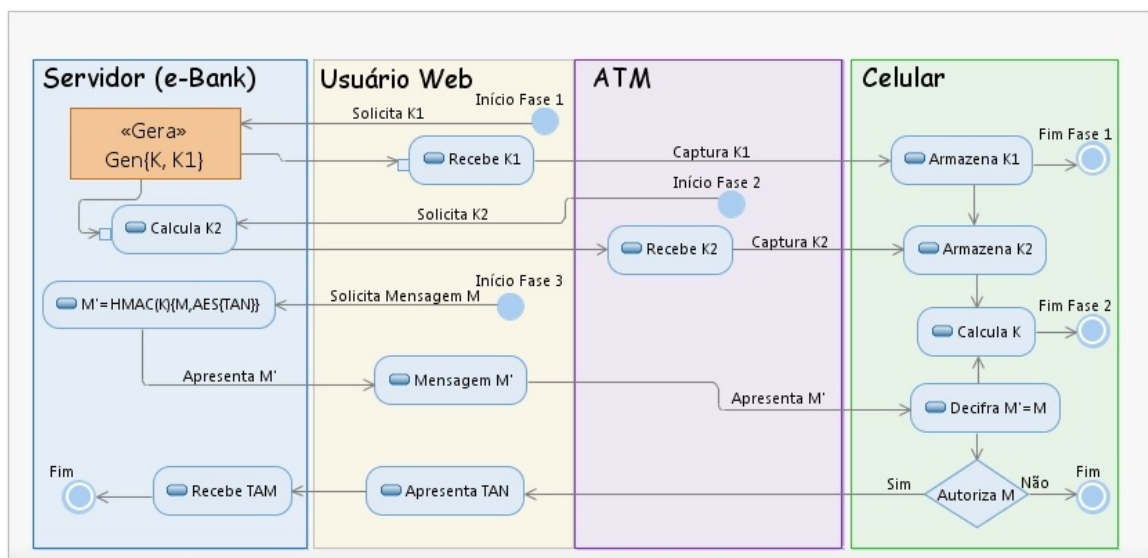 Servidor (e-Bank)
Usuário Web
ATM
Celular
Início Fase 1
Solicita K1
«Gera»
Gen{K, K1}
Recebe K1
Captura K1
Armazena K1
Fim Fase 1
Início Fase 2
Solicita K2
Calcula K2
Recebe K2
Captura K2
Armazena K2
Início Fase 3
Solicita Mensagem M
M'=HMAC(K){M,AES{TAN}}
Fim Fase 2
Calcula K
Apresenta M'
Mensagem M'
Apresenta M'
Decifra M'=M
Fim
Recebe TAM
Apresenta TAN
Sim
Autoriza M
Não
Fim